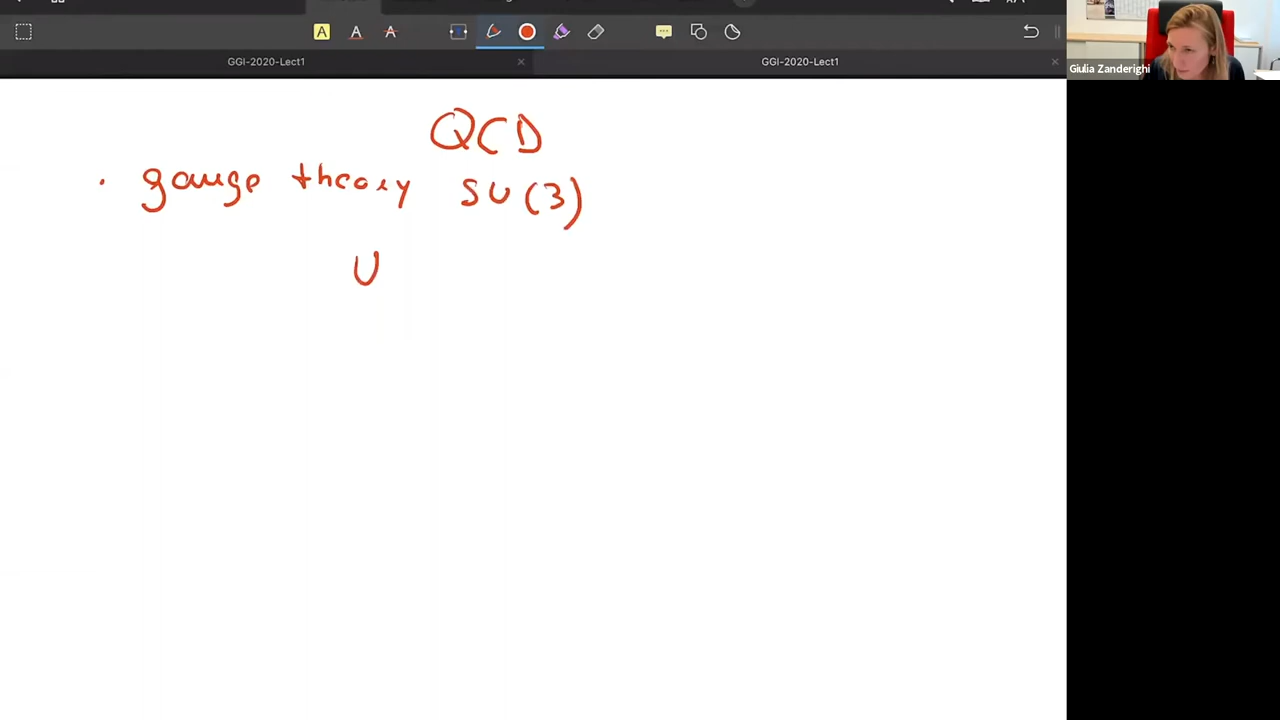 A A A
GGI-2020-Lect1 × GGI-2020-Lect1 ×
Giulia Zanderighi
QCD
· gauge theory SU(3)
U